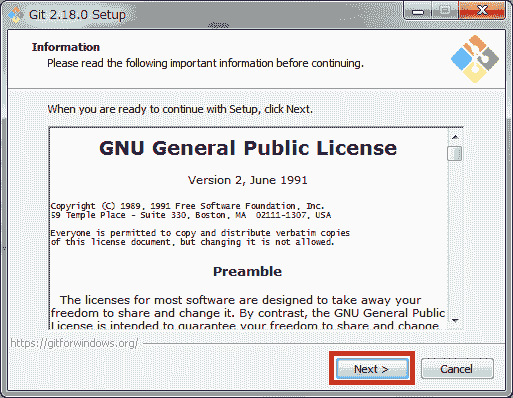 Git 2.18.0 Setup
Information
Please read the following important information before continuing.
When you are ready to continue with Setup, click Next.
GNU General Public License
Version 2, June 1991
Copyright (C) 1989, 1991 Free Software Foundation, Inc.
59 Temple Place - Suite 330, Boston, MA  02111-1307, USA
Everyone is permitted to copy and distribute verbatim copies
of this license document, but changing it is not allowed.
Preamble
The licenses for most software are designed to take away your
freedom to share and change it. By contrast, the GNU General Public
License is intended to guarantee your freedom to share and change
https://gitforwindows.org/
Next >
Cancel